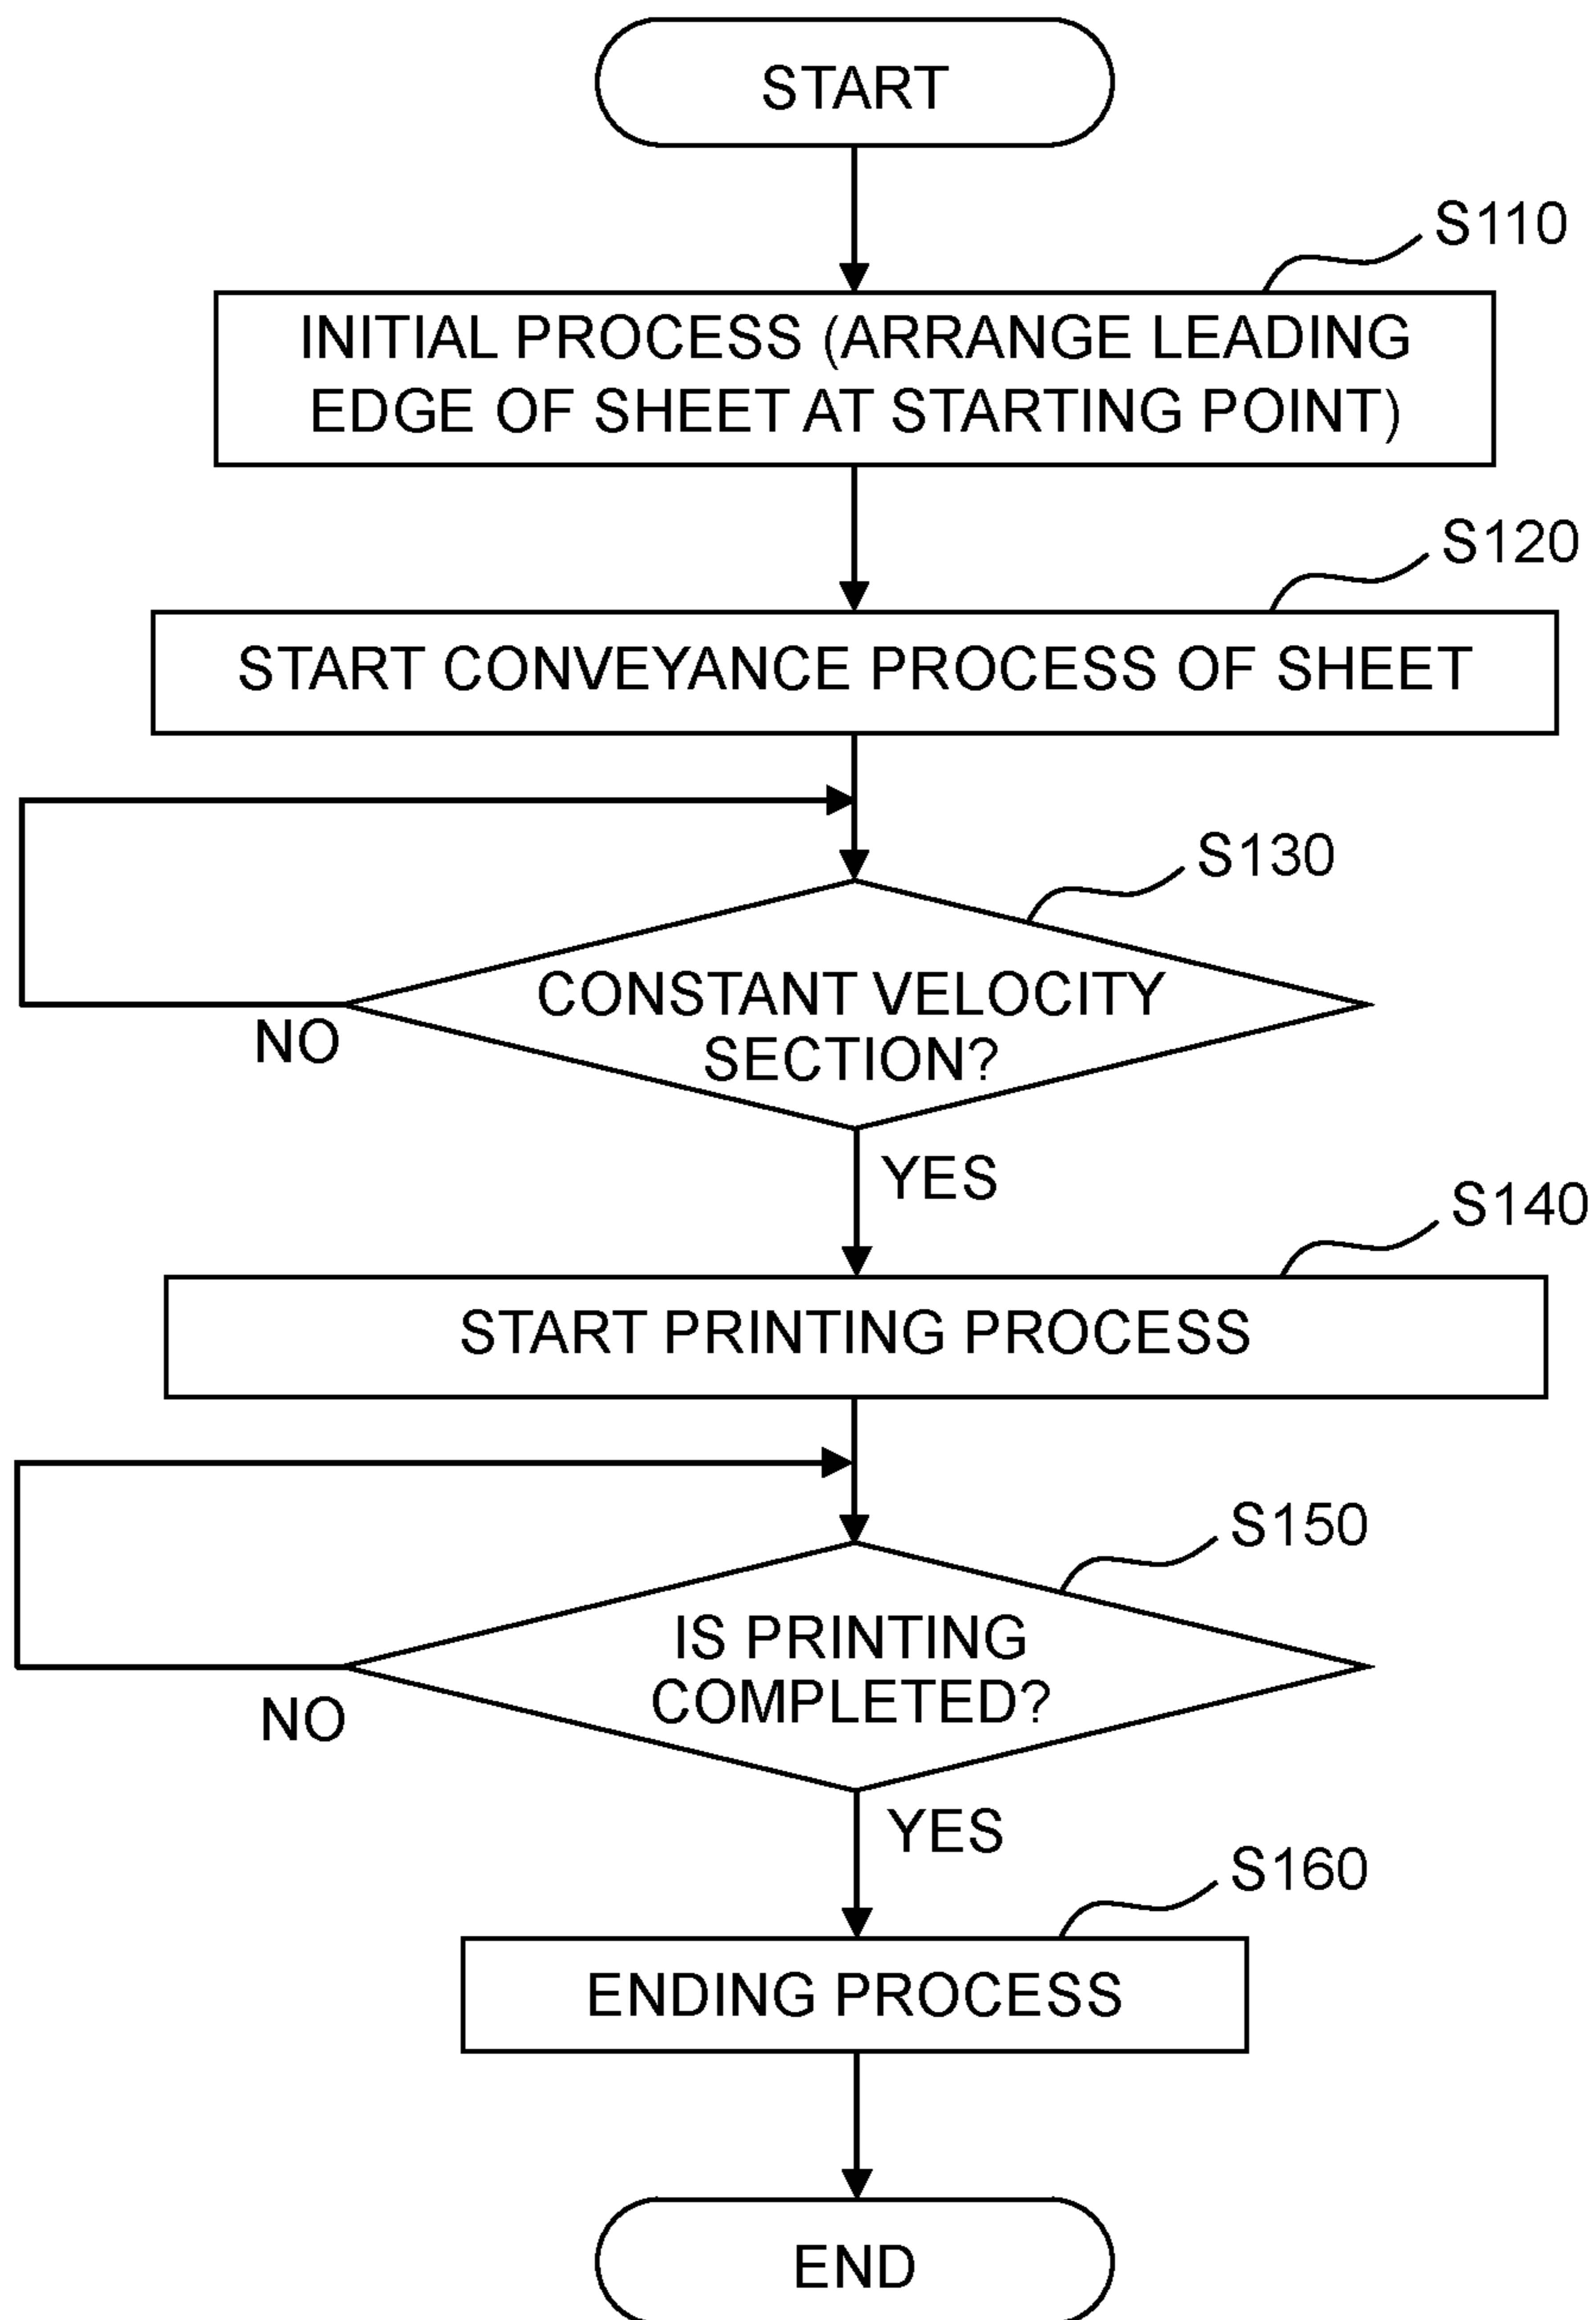 START
S110
INITIAL PROCESS (ARRANGE LEADING
EDGE OF SHEET AT STARTING POINT)
S120
START CONVEYANCE PROCESS OF SHEET
S130
CONSTANT VELOCITY
SECTION?
NO
YES
S140
START PRINTING PROCESS
S150
IS PRINTING
COMPLETED?
NO
YES
S160
ENDING PROCESS
END